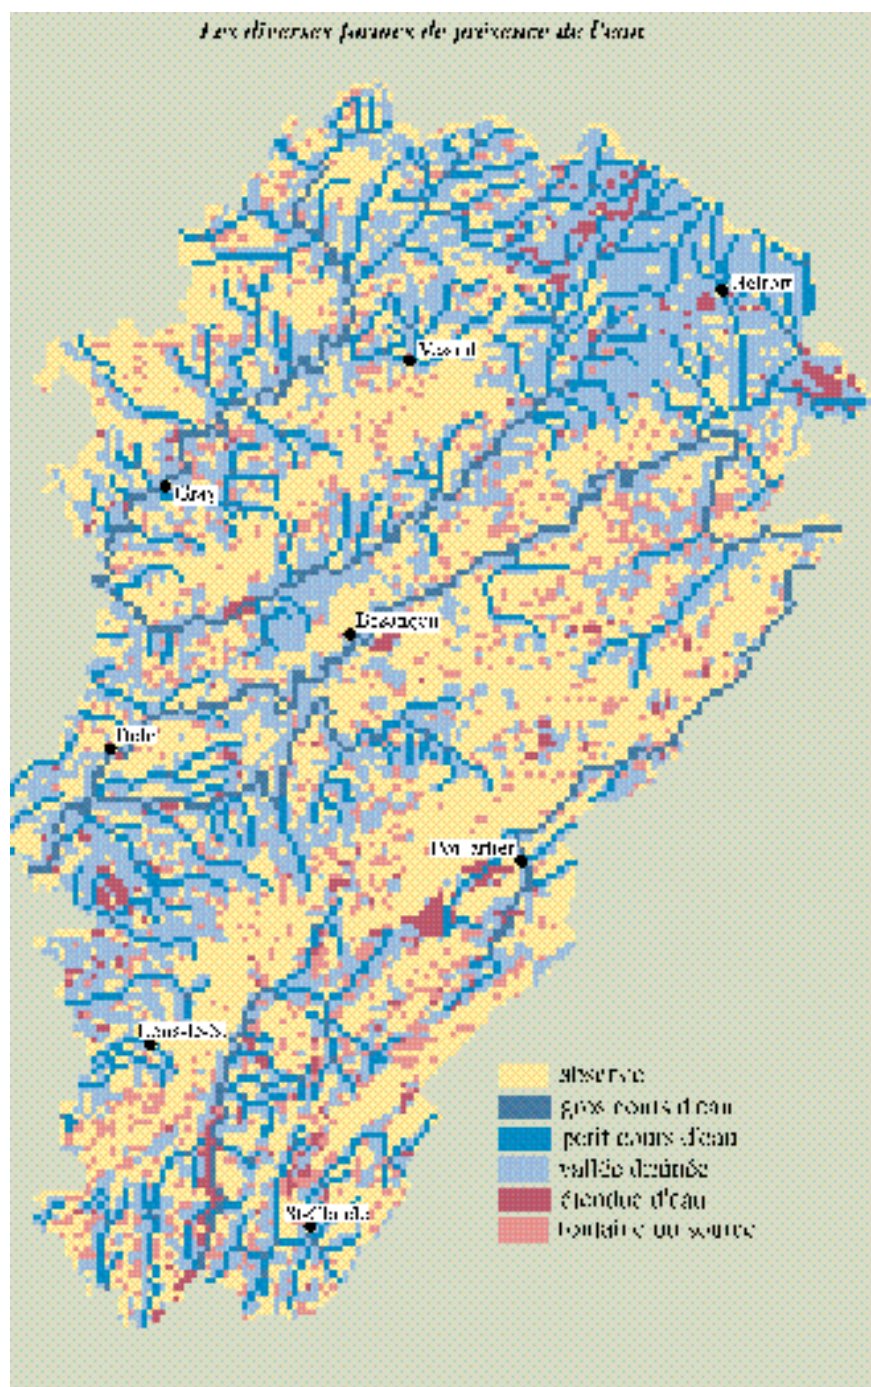 Les diverses formes de présence de l'eau
Belfort
Vesoul
Gray
Besançon
Dole
Pontarlier
Lons-le-S.
St-Claude
absence
gros cours d'eau
petit cours d'eau
vallée drainée
étendue d'eau
fontaine ou source